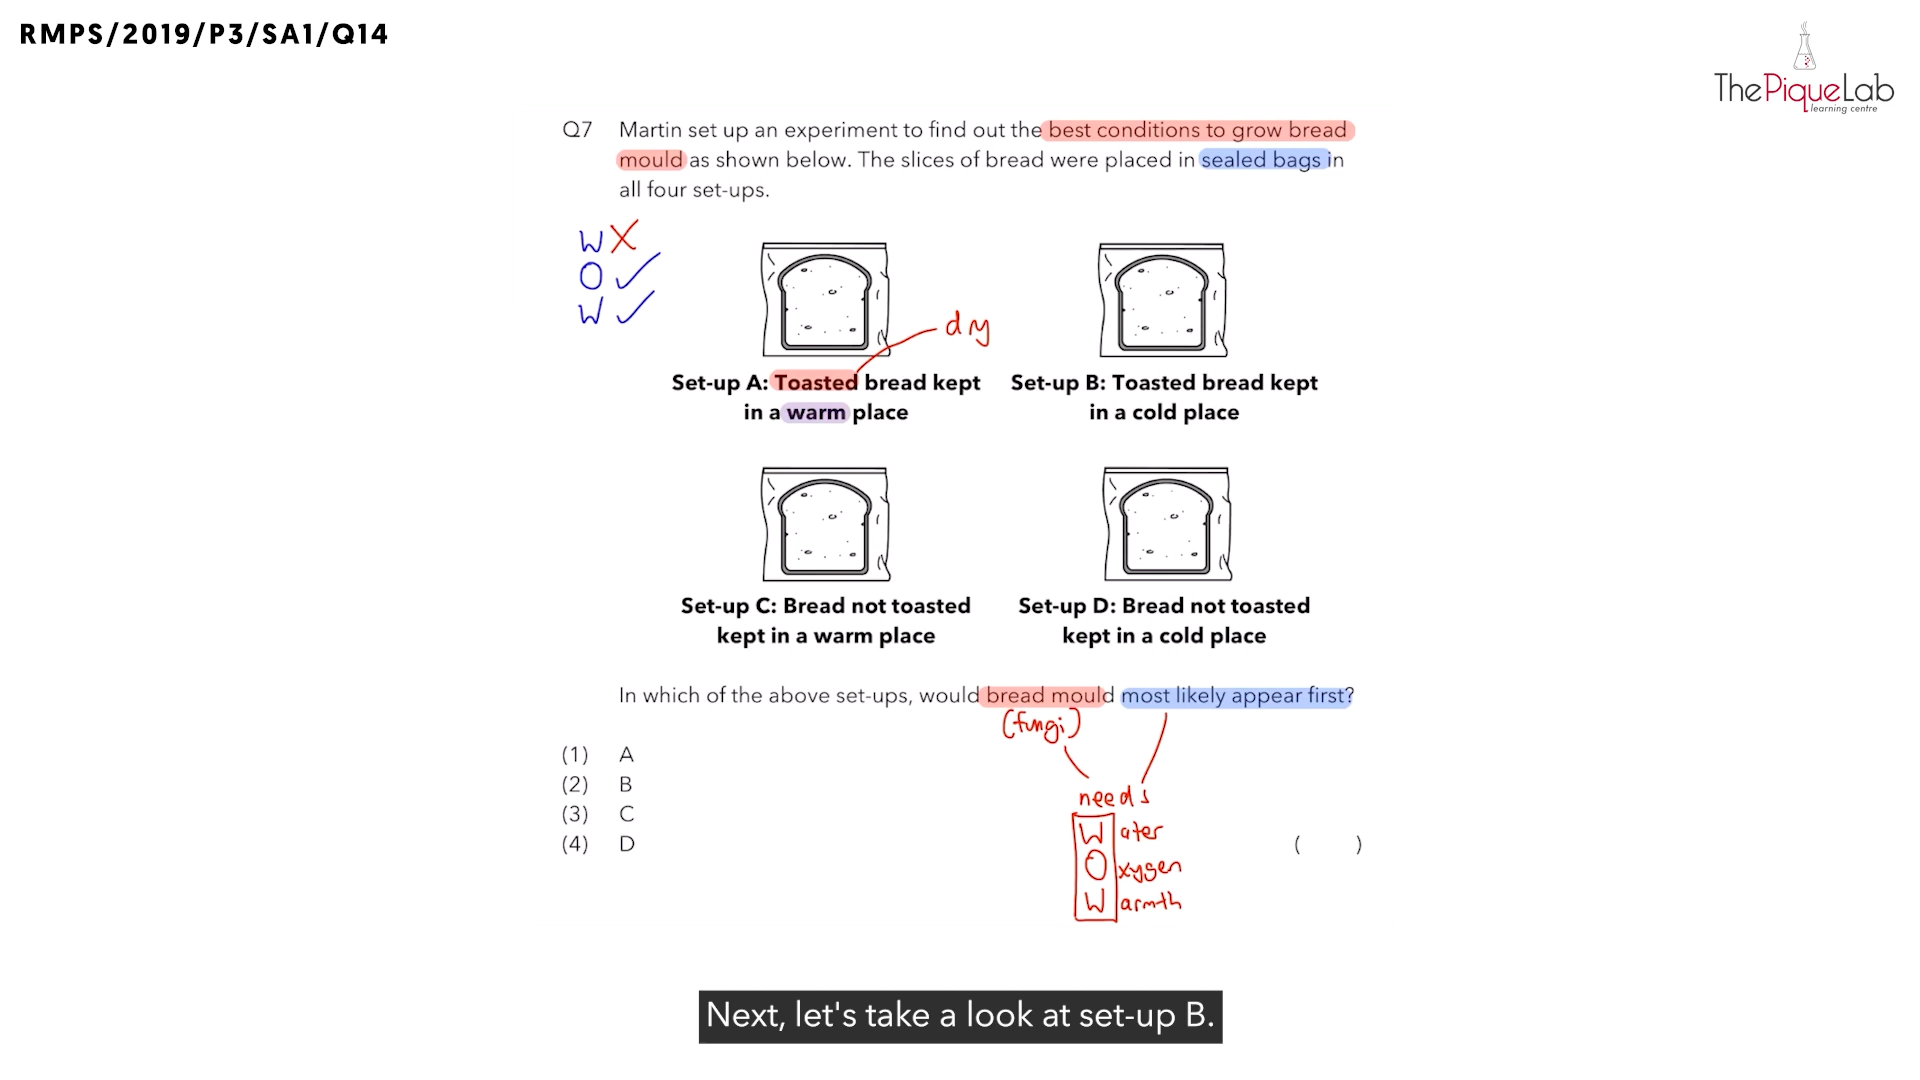 RMPS/2019/P3/SA1/Q14
ThePiqueLab
learning centre
Q7 Martin set up an experiment to find out the best conditions to grow bread
mould as shown below. The slices of bread were placed in sealed bags in
all four set-ups.
W X
O ✓
W ✓
dry
Set-up A: Toasted bread kept
in a warm place
Set-up B: Toasted bread kept
in a cold place
Set-up C: Bread not toasted
kept in a warm place
Set-up D: Bread not toasted
kept in a cold place
In which of the above set-ups, would bread mould most likely appear first?
(fungi)
(1) A
(2) B
(3) C
(4) D
( )
needs
Water
Oxygen
Warmth
Next, let's take a look at set-up B.